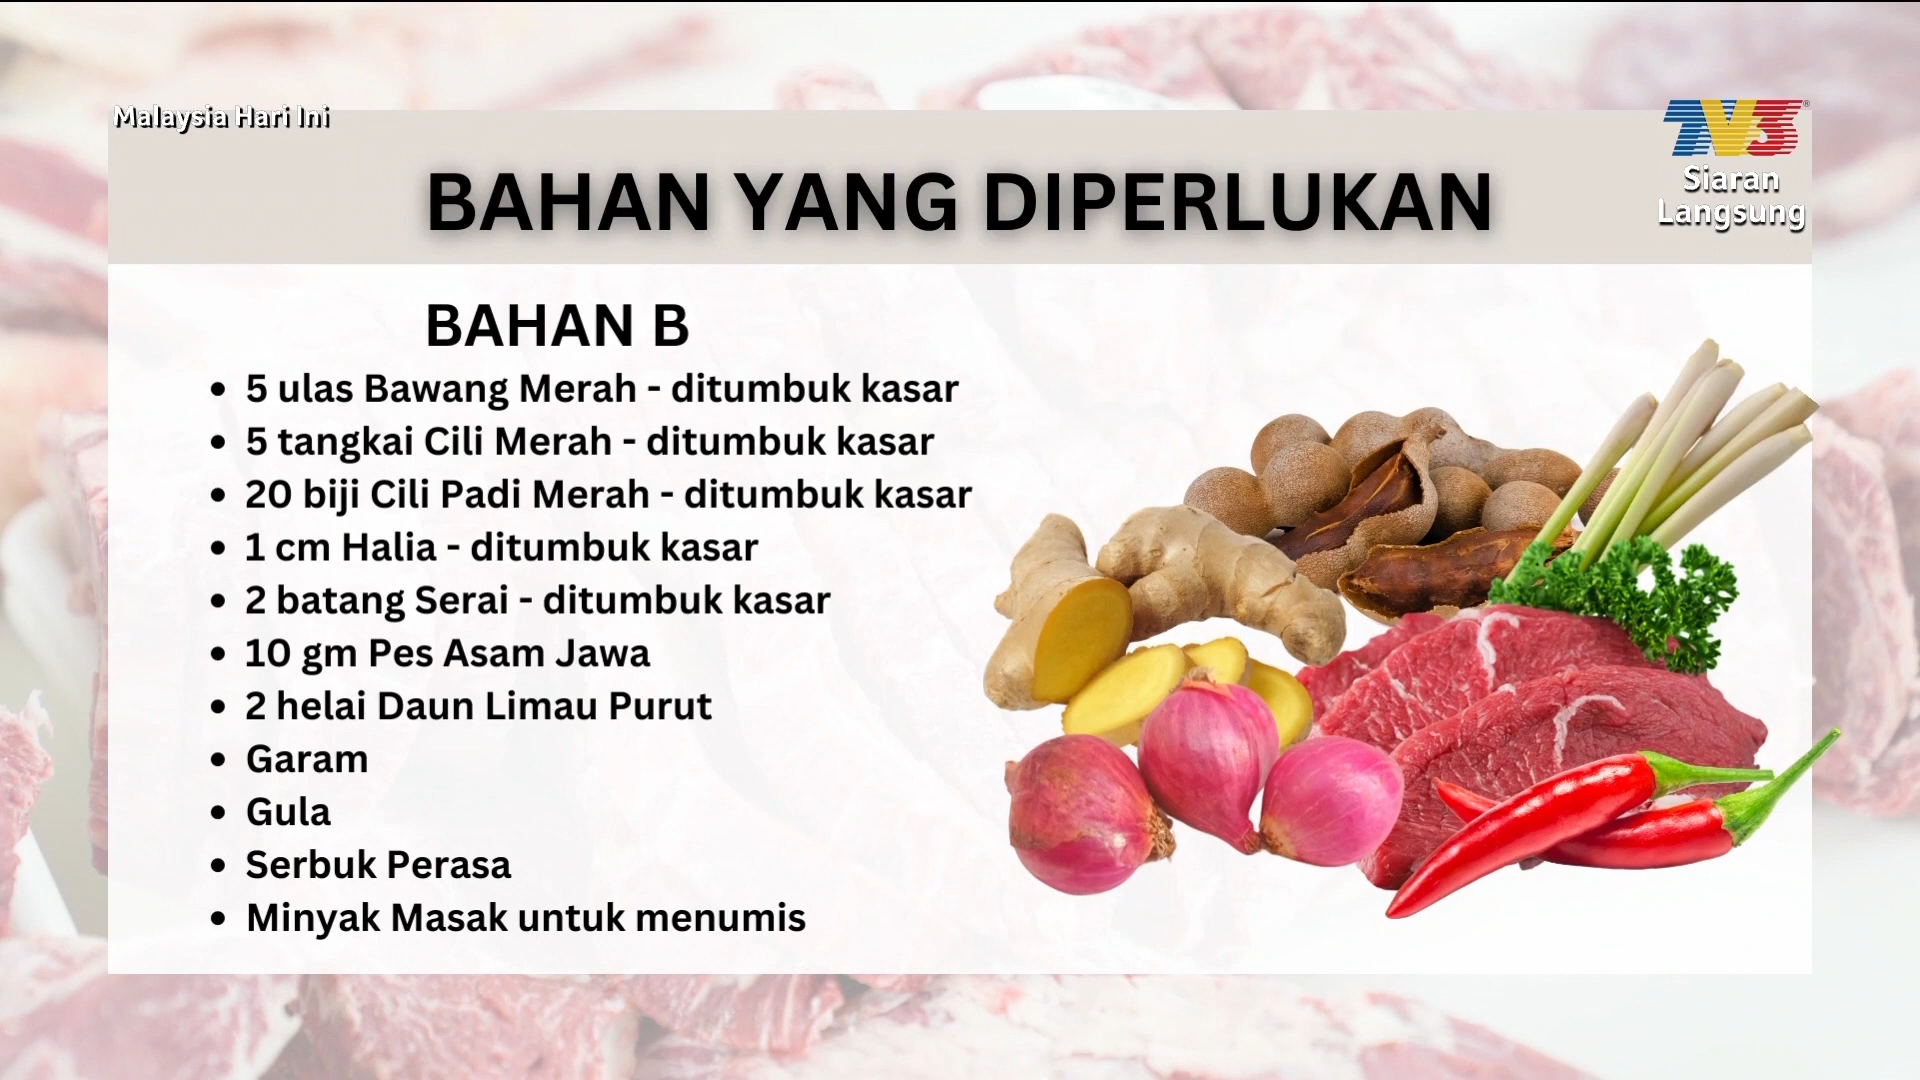 Malaysia Hari Ini
TV3
Siaran
Langsung
BAHAN YANG DIPERLUKAN
BAHAN B
• 5 ulas Bawang Merah - ditumbuk kasar
• 5 tangkai Cili Merah - ditumbuk kasar
• 20 biji Cili Padi Merah - ditumbuk kasar
• 1 cm Halia - ditumbuk kasar
• 2 batang Serai - ditumbuk kasar
• 10 gm Pes Asam Jawa
• 2 helai Daun Limau Purut
• Garam
• Gula
• Serbuk Perasa
• Minyak Masak untuk menumis